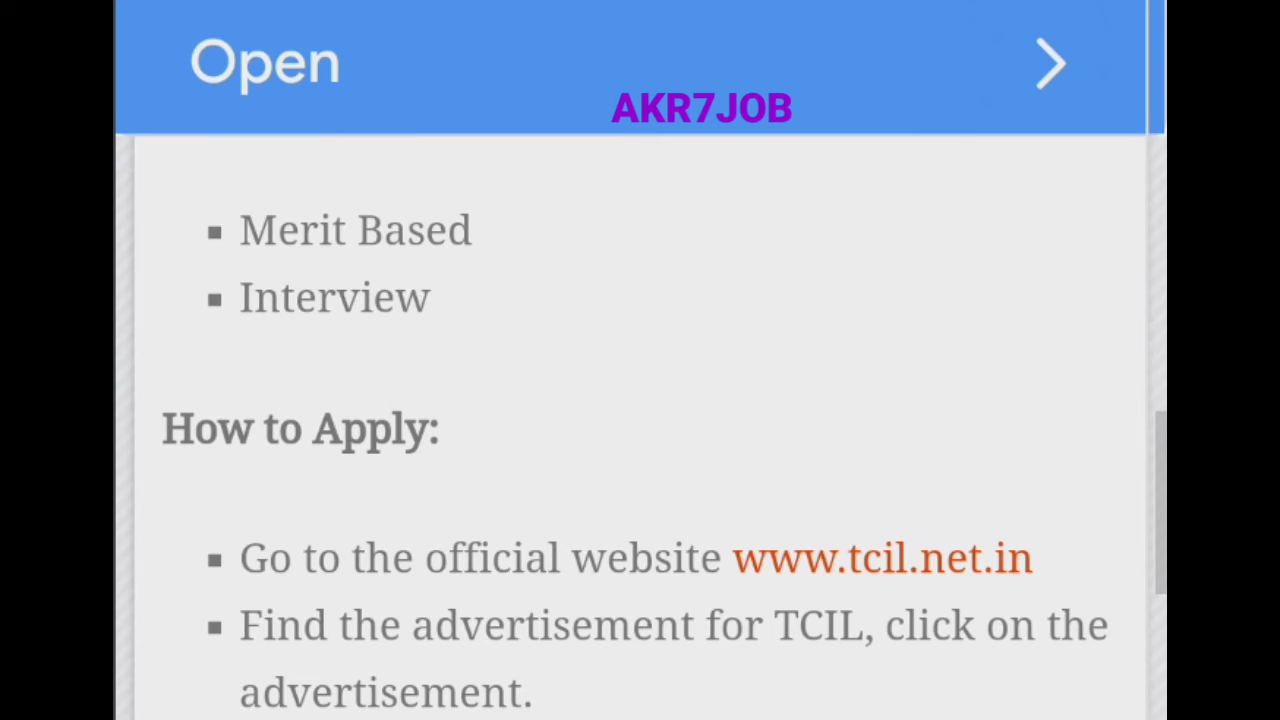 Open
AKR7JOB
Merit Based
Interview
How to Apply:
Go to the official website www.tcil.net.in
Find the advertisement for TCIL, click on the
advertisement.